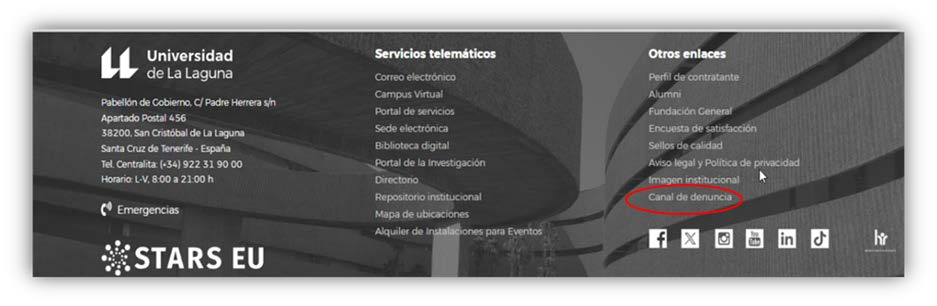 Universidad
de La Laguna
Pabellón de Gobierno, C/ Padre Herrera s/n
Apartado Postal 456
38200, San Cristóbal de La Laguna
Santa Cruz de Tenerife - España
Tel. Centralita: (+34) 922 31 90 00
Horario: L-V, 8:00 a 21:00 h
Emergencias
STARS EU
Servicios telemáticos
Correo electrónico
Campus Virtual
Portal de servicios
Sede electrónica
Biblioteca digital
Portal de la Investigación
Directorio
Repositorio institucional
Mapa de ubicaciones
Alquiler de Instalaciones para Eventos
Otros enlaces
Perfil de contratante
Alumni
Fundación General
Encuesta de satisfacción
Sellos de calidad
Aviso legal y Política de privacidad
Imagen institucional
Canal de denuncia
You Tube
in
hr